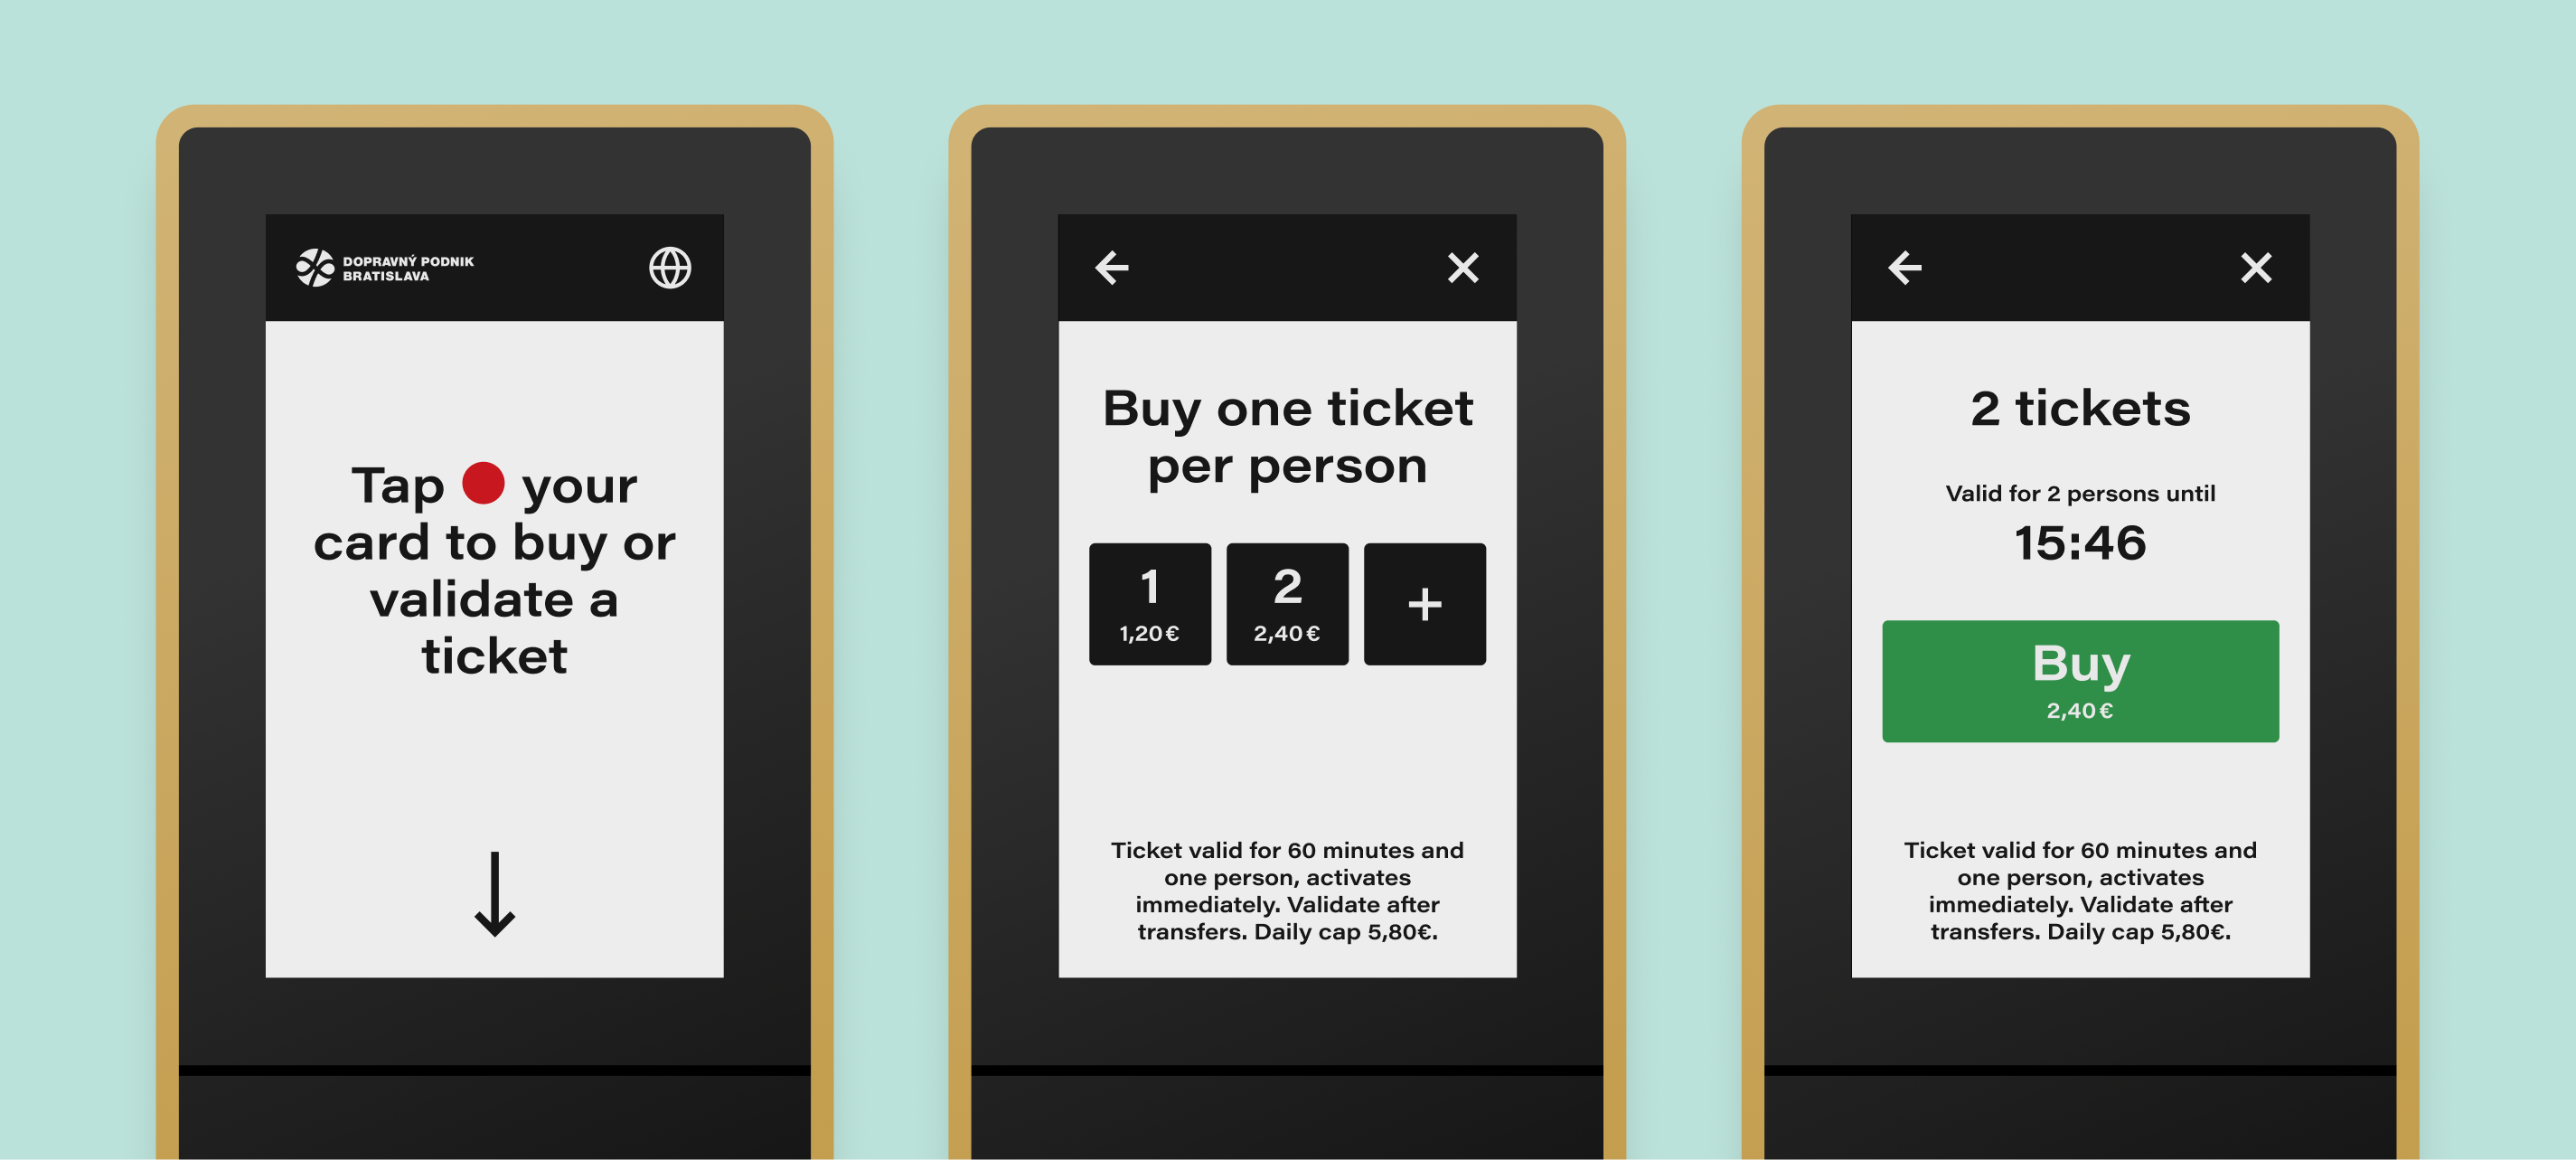 DOPRAVNÝ PODNIK
BRATISLAVA
Tap your
card to buy or
validate a
ticket
Buy one ticket
per person
1
1,20 €
2
2,40 €
+
Ticket valid for 60 minutes and
one person, activates
immediately. Validate after
transfers. Daily cap 5,80€.
2 tickets
Valid for 2 persons until
15:46
Buy
2,40 €
Ticket valid for 60 minutes and
one person, activates
immediately. Validate after
transfers. Daily cap 5,80€.